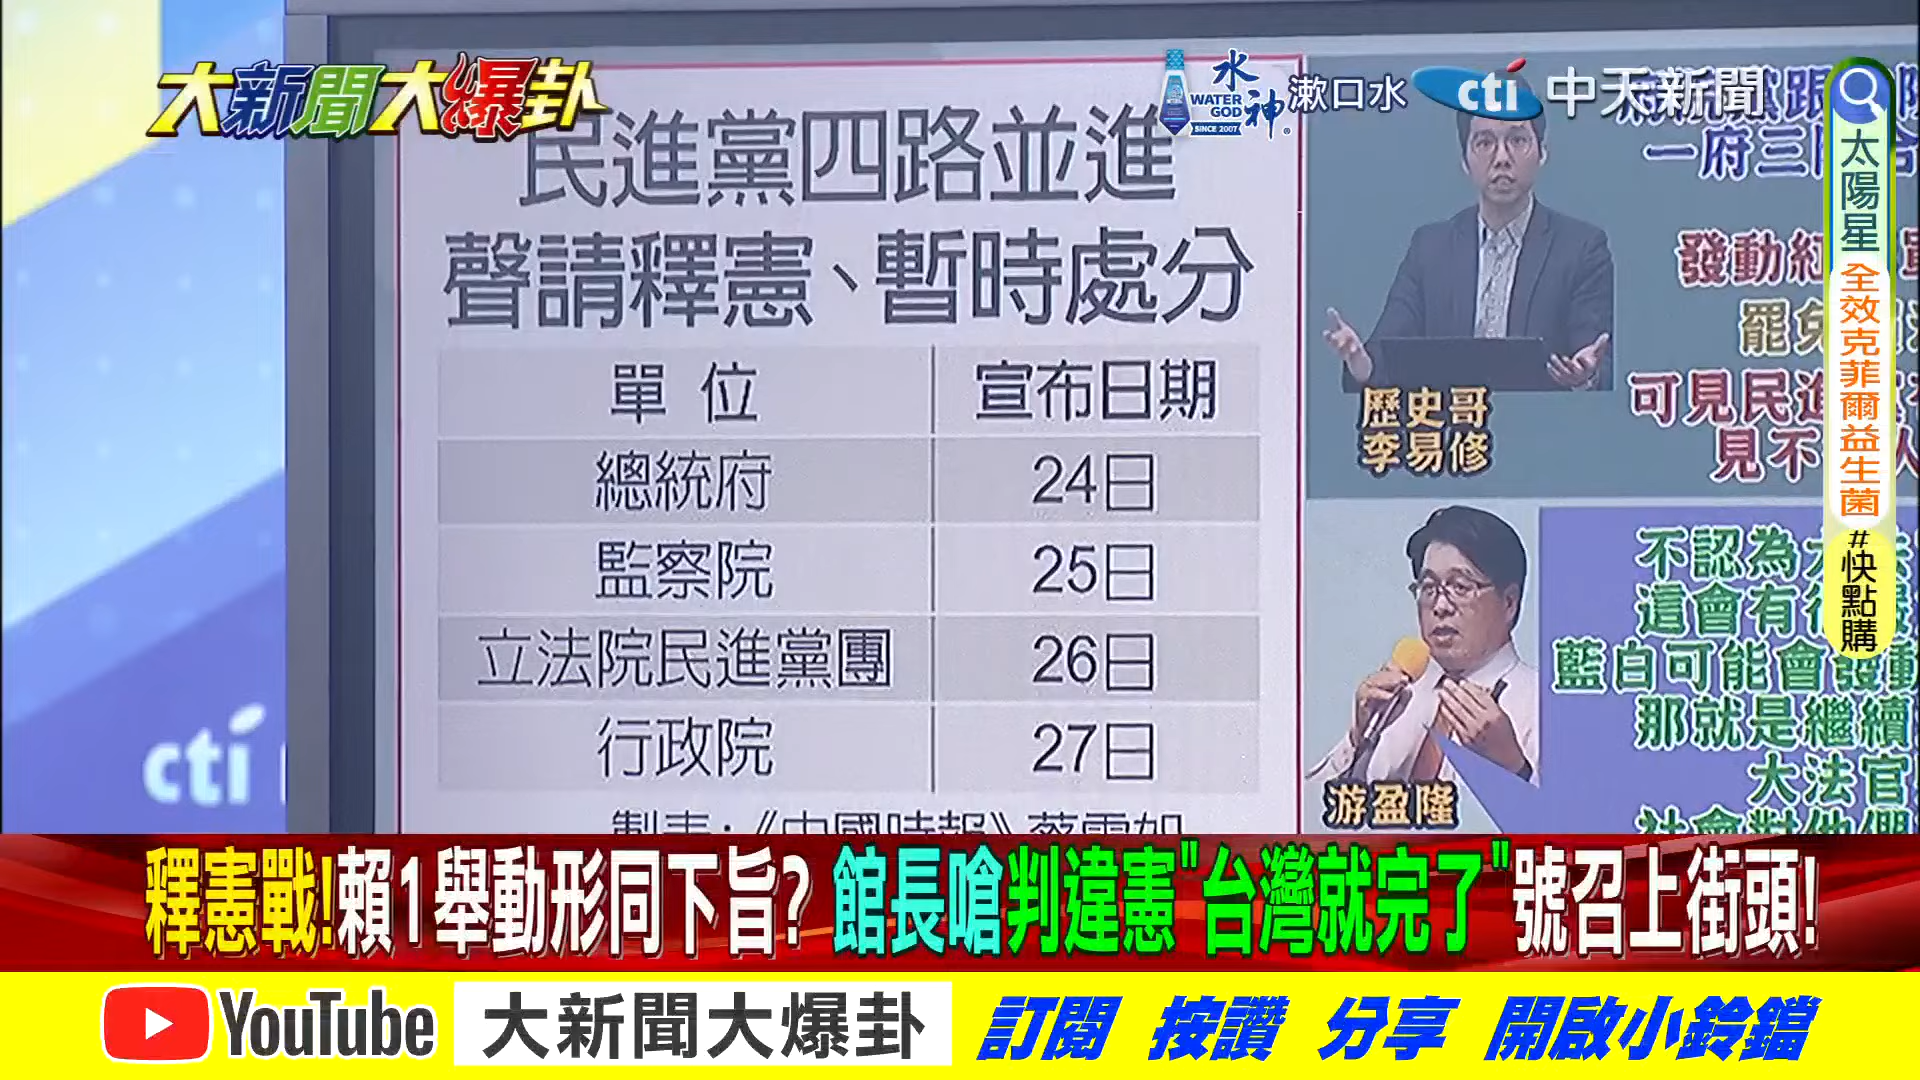 大新聞大爆卦
水神
WATER GOD
SINCE 2007
漱口水
cti 中天新聞
太陽星
全效克菲爾益生菌
#快點購
民進黨四路並進
聲請釋憲、暫時處分
單位 宣布日期
總統府 24日
監察院 25日
立法院民進黨團 26日
行政院 27日
一府三
發動紅
罷免
可見民進
見不
歷史哥
李易修
不認為
這會有
藍白可能會發動
那就是繼續
大法官
游盈隆
cti
釋憲戰!賴1舉動形同下旨? 館長嗆判違憲"台灣就完了"號召上街頭!
YouTube 大新聞大爆卦 訂閱 按讚 分享 開啟小鈴鐺